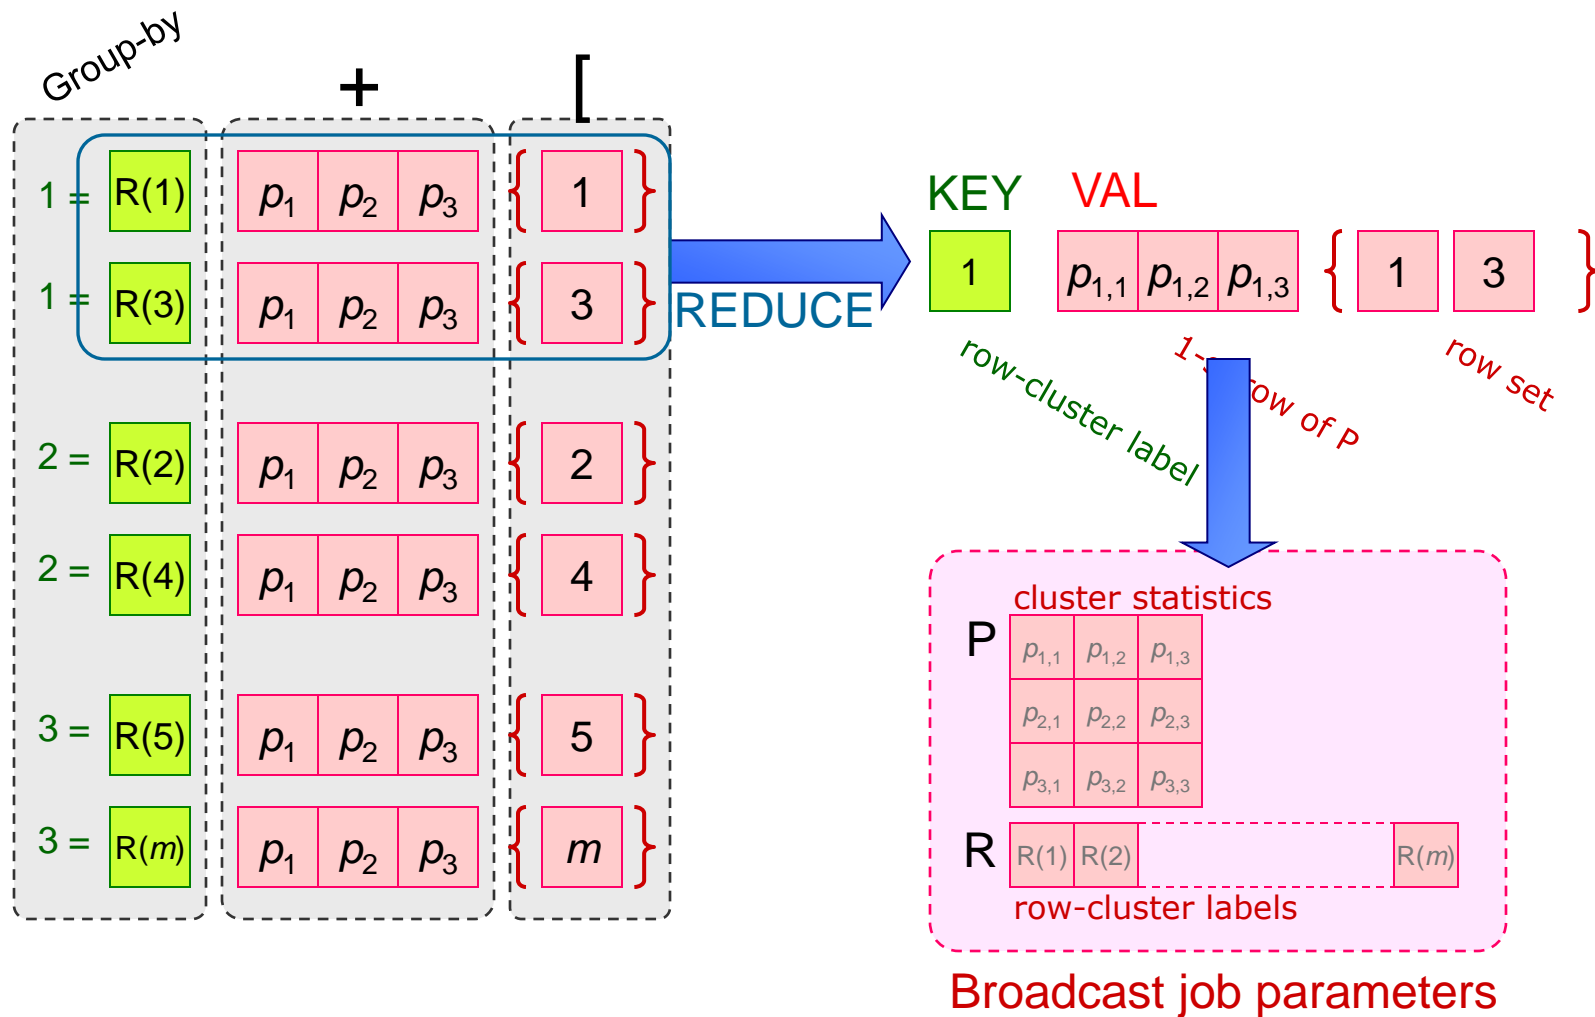 Group-by
+ [
1 = R(1) p1 p2 p3 { 1 }
1 = R(3) p1 p2 p3 { 3 }
2 = R(2) p1 p2 p3 { 2 }
2 = R(4) p1 p2 p3 { 4 }
3 = R(5) p1 p2 p3 { 5 }
3 = R(m) p1 p2 p3 { m }
REDUCE
KEY VAL
1 p1,1 p1,2 p1,3 { 1 3 }
row-cluster label
row of P
row set
cluster statistics
P p1,1 p1,2 p1,3
p2,1 p2,2 p2,3
p3,1 p3,2 p3,3
R R(1) R(2) R(m)
row-cluster labels
Broadcast job parameters